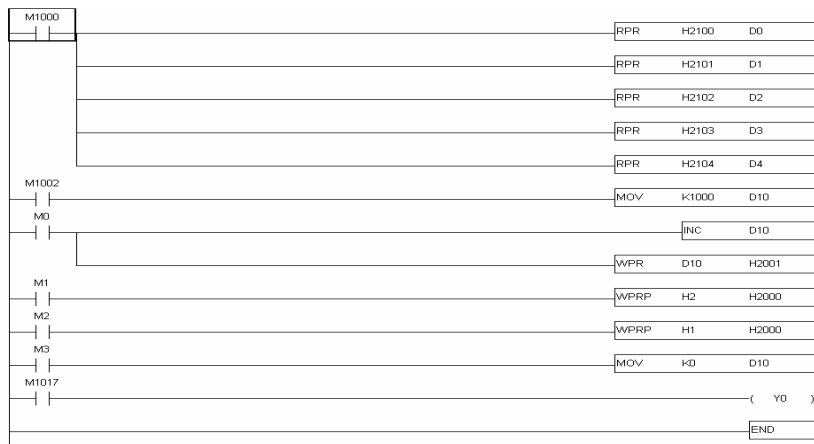 M1000
RPR H2100 D0
RPR H2101 D1
RPR H2102 D2
RPR H2103 D3
RPR H2104 D4
M1002
MOV K1000 D10
M0
INC D10
WPR D10 H2001
M1
WPRP H2 H2000
M2
WPRP H1 H2000
M3
MOV K0 D10
M1017
( Y0 )
END